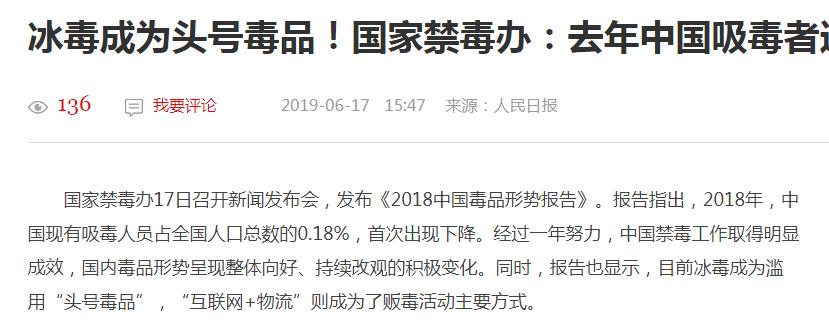 冰毒成为头号毒品！国家禁毒办：去年中国吸毒者
136 我要评论 2019-06-17 15:47 来源：人民日报
国家禁毒办17日召开新闻发布会，发布《2018中国毒品形势报告》。报告指出，2018年，中
国现有吸毒人员占全国人口总数的0.18%，首次出现下降。经过一年努力，中国禁毒工作取得明显
成效，国内毒品形势呈现整体向好、持续改观的积极变化。同时，报告也显示，目前冰毒成为滥
用“头号毒品”，“互联网+物流”则成为了贩毒活动主要方式。